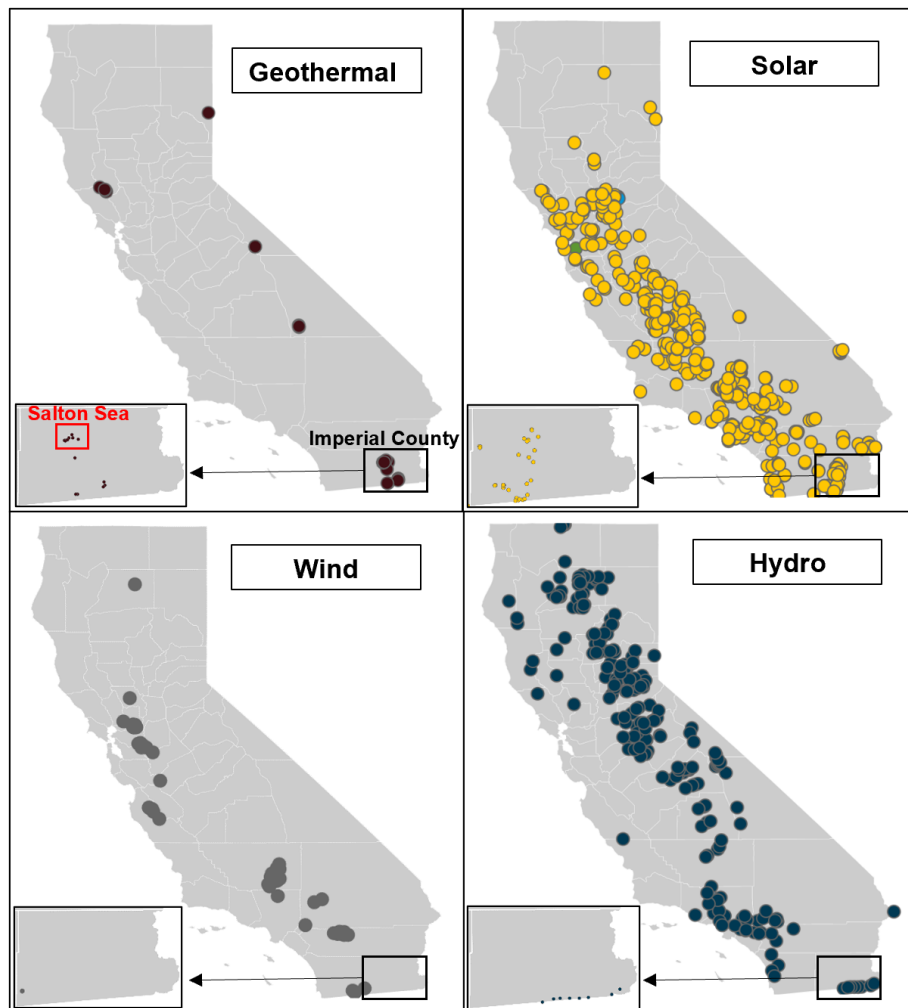 Geothermal
Solar
Salton Sea
Imperial County
Wind
Hydro